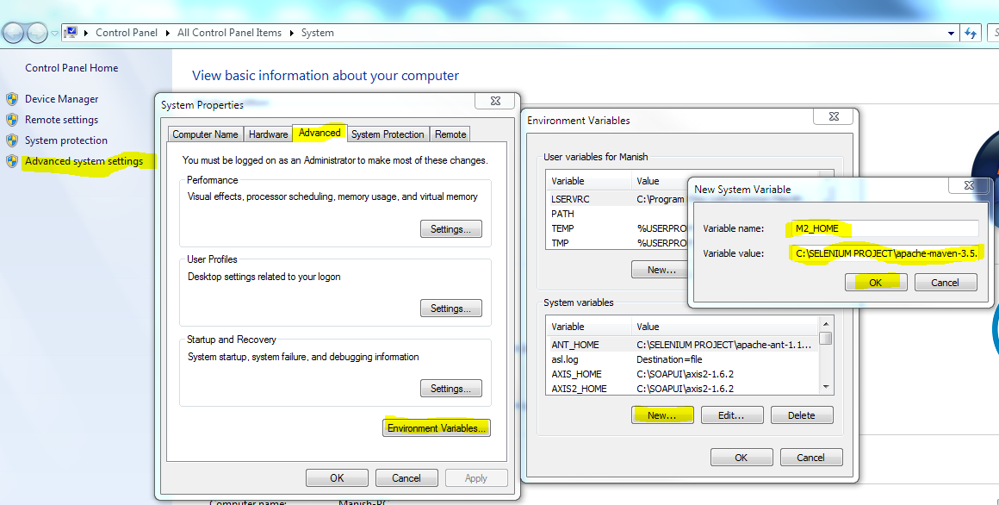 Control Panel ▸ All Control Panel Items ▸ System
Control Panel Home
Device Manager
Remote settings
System protection
Advanced system settings
View basic information about your computer
System Properties
Computer Name Hardware Advanced System Protection Remote
You must be logged on as an Administrator to make most of these changes.
Performance
Visual effects, processor scheduling, memory usage, and virtual memory
Settings...
User Profiles
Desktop settings related to your logon
Settings...
Startup and Recovery
System startup, system failure, and debugging information
Settings...
Environment Variables...
OK Cancel Apply
Environment Variables
User variables for Manish
Variable Value
LSERVRC C:\Program
PATH
TEMP %USERPRO
TMP %USERPRO
New...
System variables
Variable Value
ANT_HOME C:\SELENIUM PROJECT\apache-ant-1.1...
asl.log Destination=file
AXIS_HOME C:\SOAPUI\axis2-1.6.2
AXIS2_HOME C:\SOAPUI\axis2-1.6.2
New... Edit... Delete
OK Cancel
New System Variable
Variable name: M2_HOME
Variable value: C:\SELENIUM PROJECT\apache-maven-3.5.
OK Cancel
Computer name: Manish-PC